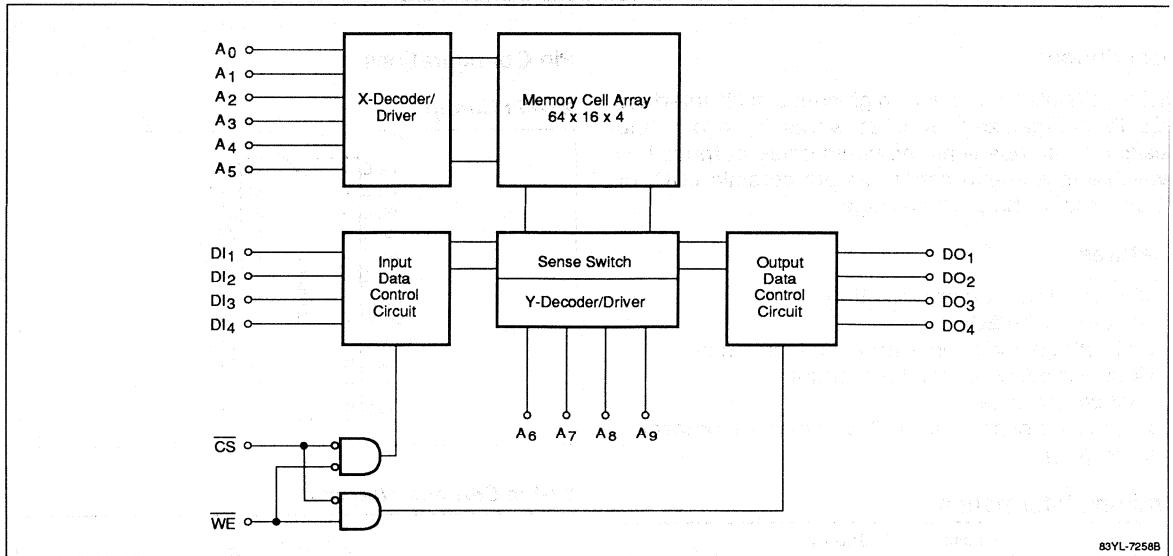 A0
A1
A2
A3
A4
A5
X-Decoder/
Driver
Memory Cell Array
64 x 16 x 4
DI1
DI2
DI3
DI4
Input
Data
Control
Circuit
Sense Switch
Y-Decoder/Driver
Output
Data
Control
Circuit
DO1
DO2
DO3
DO4
A6 A7 A8 A9
CS
WE
83YL-7258B